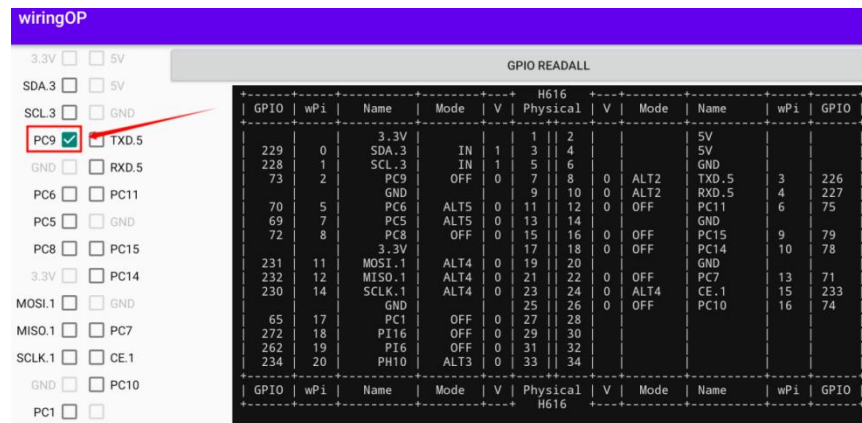 wiringOP
3.3V 5V
SDA.3 5V
SCL.3 GND
PC9 TXD.5
GND RXD.5
PC6 PC11
PC5 GND
PC8 PC15
3.3V PC14
MOSI.1 GND
MISO.1 PC7
SCLK.1 CE.1
GND PC10
PC1
GPIO READALL
+------+-----+----------+--------+---+ H616 +---+--------+----------+-----+------+
| GPIO | wPi | Name | Mode | V | Physical | V | Mode | Name | wPi | GPIO |
+------+-----+----------+--------+---+----++----+---+--------+----------+-----+------+
| | | 3.3V | | | 1 || 2 | | | 5V | | |
| 229 | 0 | SDA.3 | IN | 1 | 3 || 4 | | | 5V | | |
| 228 | 1 | SCL.3 | IN | 1 | 5 || 6 | | | GND | | |
| 73 | 2 | PC9 | OFF | 0 | 7 || 8 | 0 | ALT2 | TXD.5 | 3 | 226 |
| | | GND | | | 9 || 10 | 0 | ALT2 | RXD.5 | 4 | 227 |
| 70 | 5 | PC6 | ALT5 | 0 | 11 || 12 | 0 | OFF | PC11 | 6 | 75 |
| 69 | 7 | PC5 | ALT5 | 0 | 13 || 14 | | | GND | | |
| 72 | 8 | PC8 | OFF | 0 | 15 || 16 | 0 | OFF | PC15 | 9 | 79 |
| | | 3.3V | | | 17 || 18 | 0 | OFF | PC14 | 10 | 78 |
| 231 | 11 | MOSI.1 | ALT4 | 0 | 19 || 20 | | | GND | | |
| 232 | 12 | MISO.1 | ALT4 | 0 | 21 || 22 | 0 | OFF | PC7 | 13 | 71 |
| 230 | 14 | SCLK.1 | ALT4 | 0 | 23 || 24 | 0 | ALT4 | CE.1 | 15 | 233 |
| | | GND | | | 25 || 26 | 0 | OFF | PC10 | 16 | 74 |
| 65 | 17 | PC1 | OFF | 0 | 27 || 28 | | | | | |
| 272 | 18 | PI16 | OFF | 0 | 29 || 30 | | | | | |
| 262 | 19 | PI6 | OFF | 0 | 31 || 32 | | | | | |
| 234 | 20 | PH10 | ALT3 | 0 | 33 || 34 | | | | | |
+------+-----+----------+--------+---+----++----+---+--------+----------+-----+------+
| GPIO | wPi | Name | Mode | V | Physical | V | Mode | Name | wPi | GPIO |
+------+-----+----------+--------+---+ H616 +---+--------+----------+-----+------+